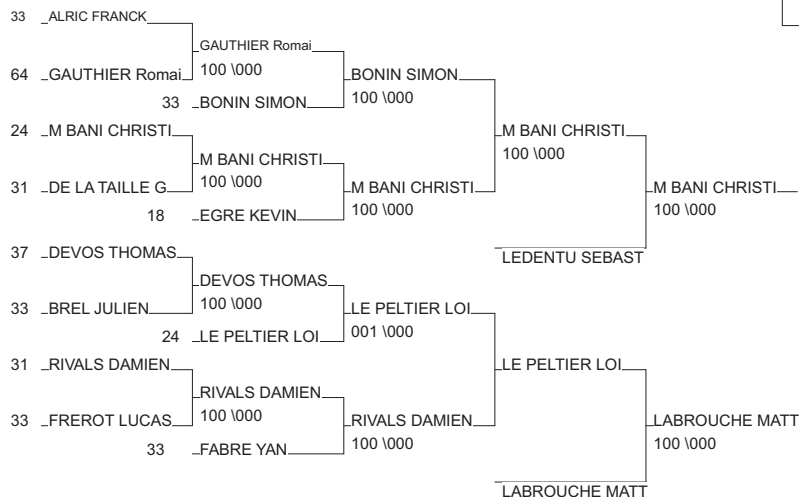 33 ALRIC FRANCK
GAUTHIER Romai
100 \000
64 GAUTHIER Romai
BONIN SIMON
100 \000
33 BONIN SIMON
24 M BANI CHRISTI
M BANI CHRISTI
100 \000
M BANI CHRISTI
100 \000
31 DE LA TAILLE G
M BANI CHRISTI
100 \000
M BANI CHRISTI
100 \000
18 EGRE KEVIN
37 DEVOS THOMAS
LEDENTU SEBAST
DEVOS THOMAS
100 \000
33 BREL JULIEN
LE PELTIER LOI
001 \000
24 LE PELTIER LOI
31 RIVALS DAMIEN
LE PELTIER LOI
RIVALS DAMIEN
100 \000
33 FREROT LUCAS
RIVALS DAMIEN
100 \000
LABROUCHE MATT
100 \000
33 FABRE YAN
LABROUCHE MATT